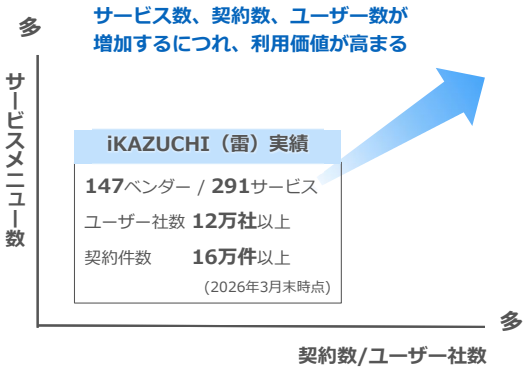 サービス数、契約数、ユーザー数が
増加するにつれ、利用価値が高まる
多
サービスメニュー数
iKAZUCHI（雷）実績
147ベンダー / 291サービス
ユーザー社数 12万社以上
契約件数 16万件以上
(2026年3月末時点)
多
契約数/ユーザー社数